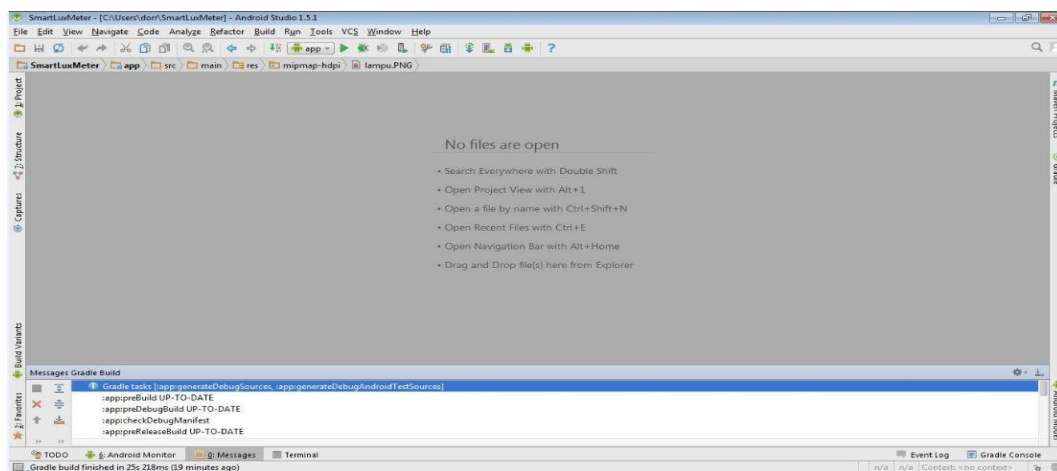 SmartLuxMeter - [C:\Users\dorr\SmartLuxMeter] - Android Studio 1.5.1
File Edit View Navigate Code Analyze Refactor Build Run Tools VCS Window Help
app
SmartLuxMeter app src main res mipmap-hdpi lampu.PNG
1: Project
2: Structure
Captures
Build Variants
2: Favorites
Maven Projects
Gradle
Android Model
No files are open
• Search Everywhere with Double Shift
• Open Project View with Alt+1
• Open a file by name with Ctrl+Shift+N
• Open Recent Files with Ctrl+E
• Open Navigation Bar with Alt+Home
• Drag and Drop file(s) here from Explorer
Messages Gradle Build
Gradle tasks [:app:generateDebugSources, :app:generateDebugAndroidTestSources]
:app:preBuild UP-TO-DATE
:app:preDebugBuild UP-TO-DATE
:app:checkDebugManifest
:app:preReleaseBuild UP-TO-DATE
TODO 6: Android Monitor 0: Messages Terminal Event Log Gradle Console
Gradle build finished in 25s 218ms (19 minutes ago) n/a n/a Context: <no context>